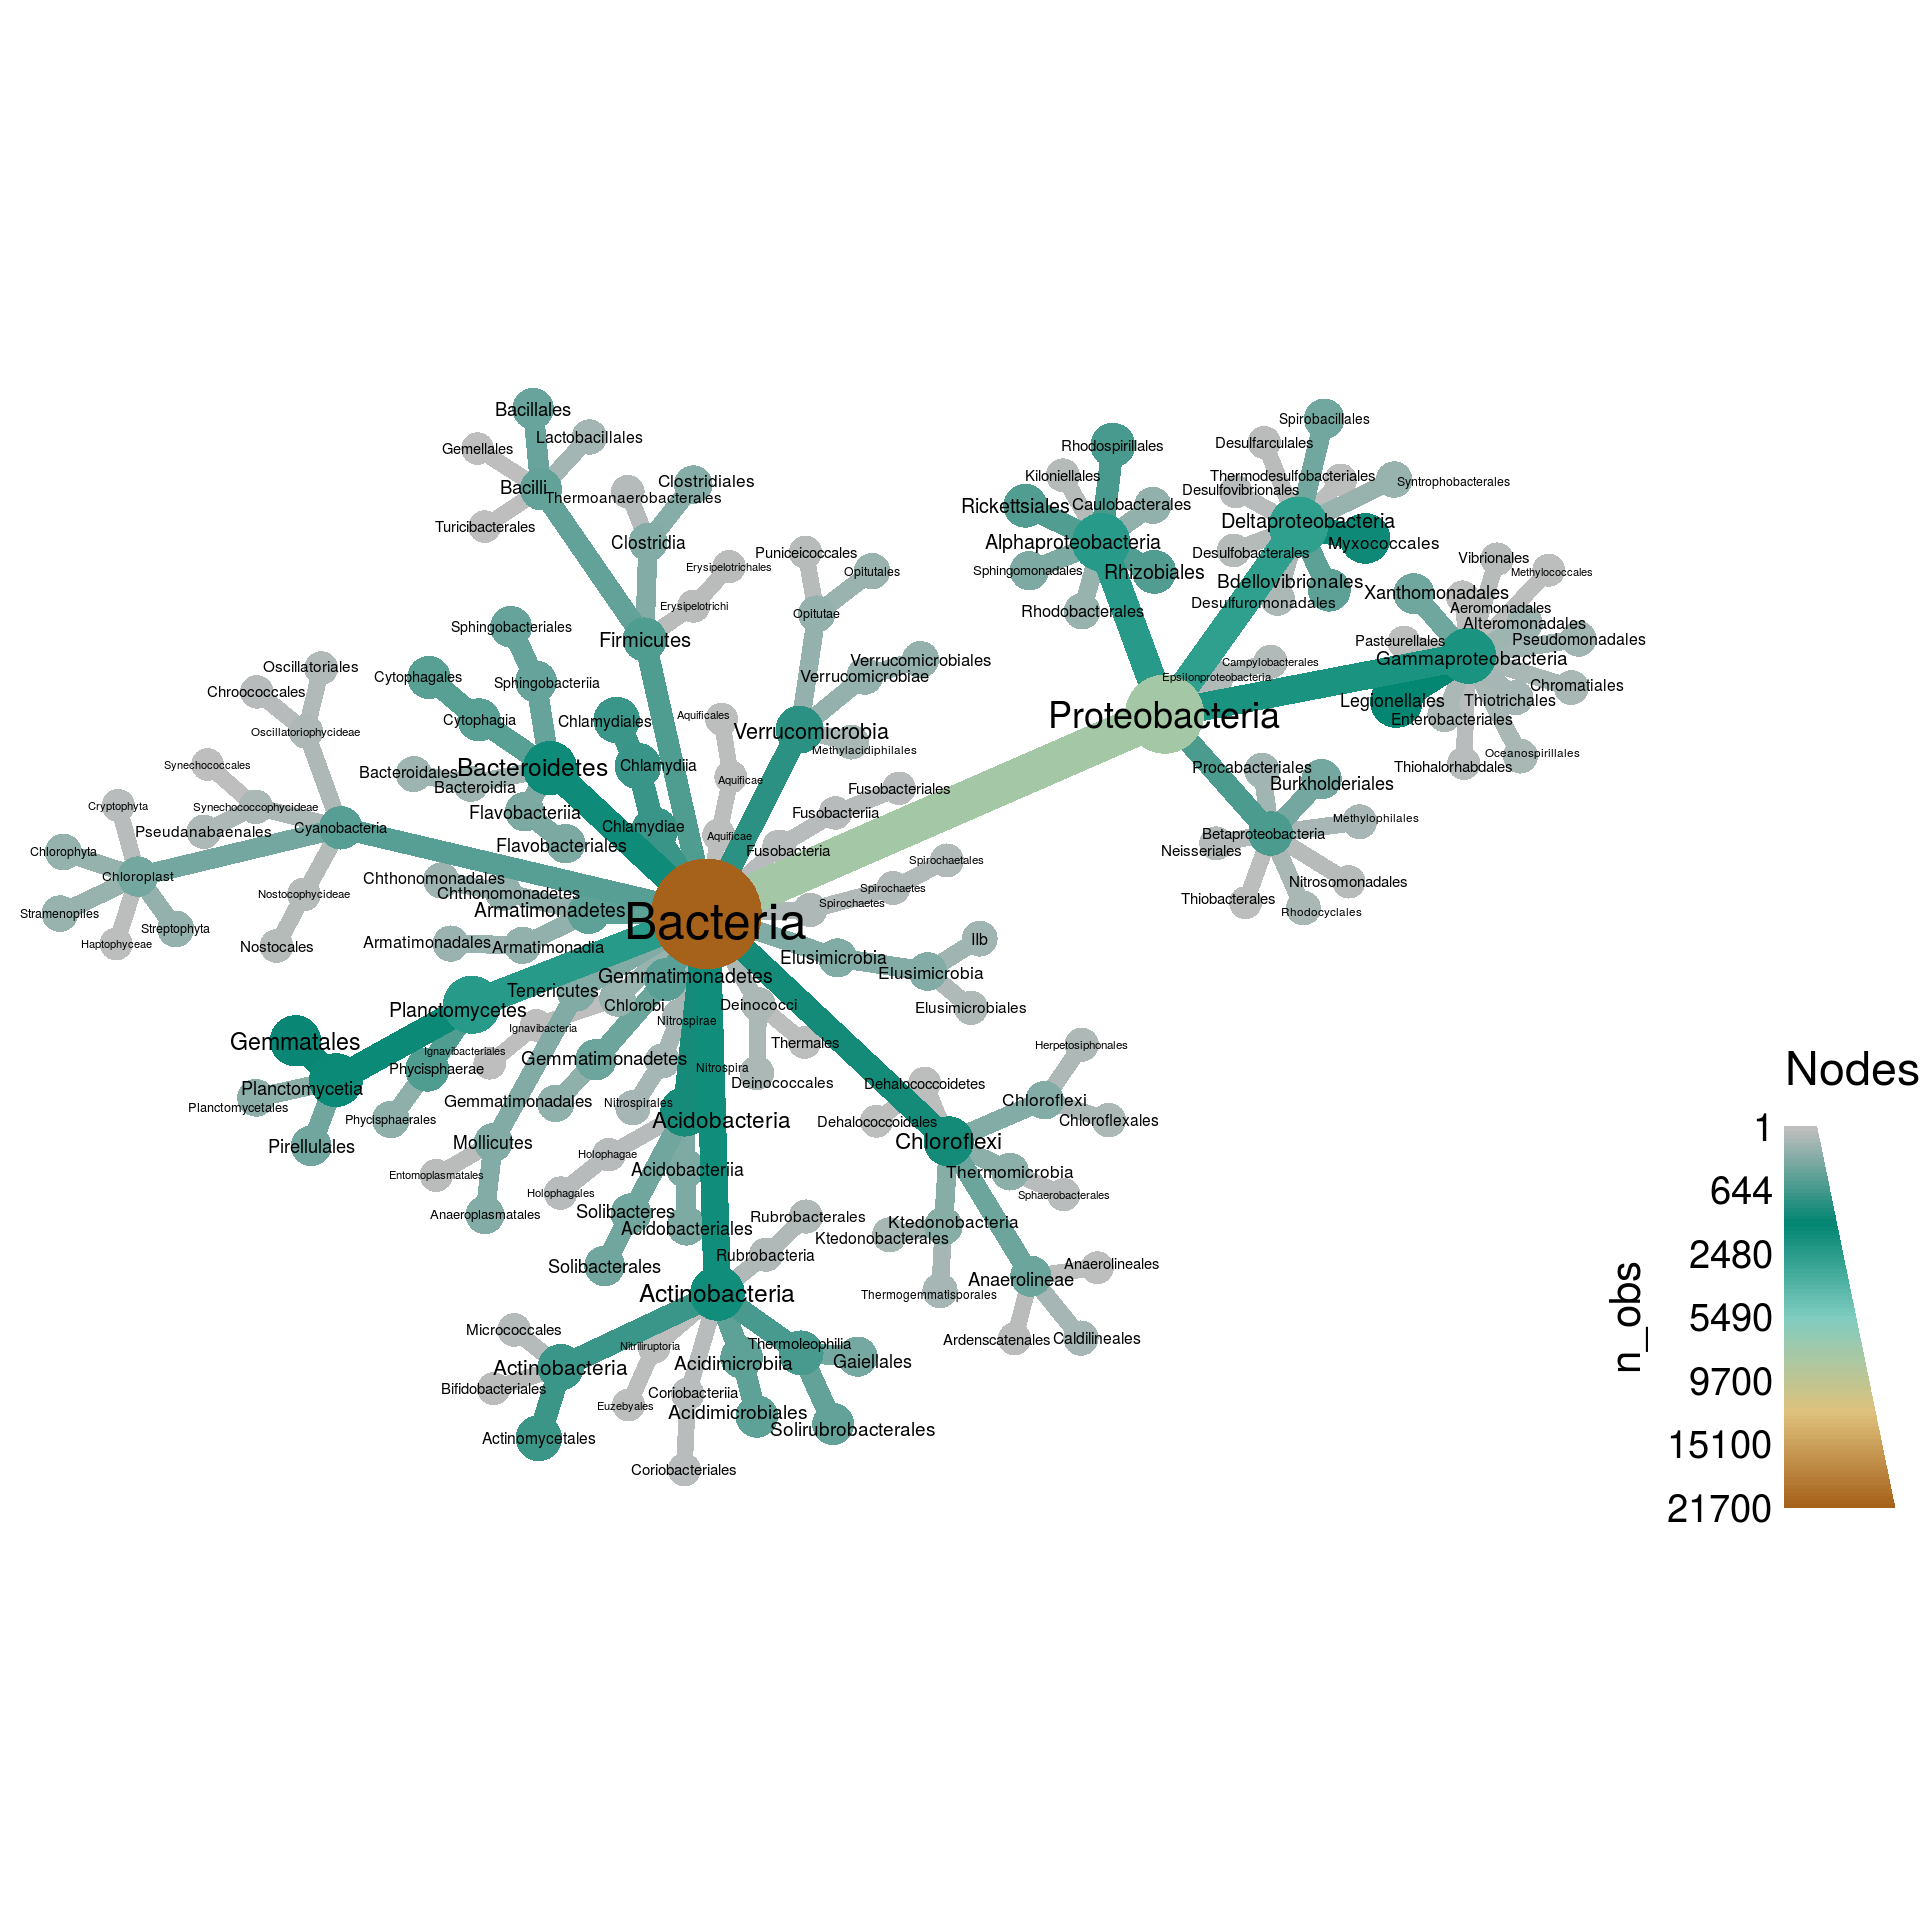 Bacillales
Lactobacillales
Gemellales
Bacilli
Thermoanaerobacterales
Clostridiales
Turicibacterales
Clostridia
Puniceicoccales
Erysipelotrichales
Opitutales
Erysipelotrichi
Opitutae
Sphingobacteriales
Firmicutes
Oscillatoriales
Cytophagales
Sphingobacteriia
Verrucomicrobiales
Verrucomicrobiae
Chroococcales
Cytophagia
Chlamydiales
Aquificales
Verrucomicrobia
Oscillatoriophycideae
Methylacidiphilales
Synechococcales
Bacteroidales
Bacteroidetes
Chlamydiia
Aquificae
Bacteroidia
Fusobacteriales
Cryptophyta
Synechococcophycideae
Flavobacteriia
Fusobacteriia
Pseudanabaenales
Cyanobacteria
Chlamydiae
Aquificae
Chlorophyta
Flavobacteriales
Fusobacteria
Spirochaetales
Chloroplast
Chthonomonadales
Chthonomonadetes
Spirochaetes
Nostocophycideae
Spirochaetes
Stramenopiles
Streptophyta
Armatimonadetes
Bacteria
Haptophyceae
Nostocales
Armatimonadales
Armatimonadia
Elusimicrobia
IIb
Elusimicrobia
Elusimicrobiales
Rhodospirillales
Kiloniellales
Rickettsiales
Caulobacterales
Alphaproteobacteria
Sphingomonadales
Rhizobiales
Rhodobacterales
Spirobacillales
Desulfarculales
Thermodesulfobacteriales
Desulfovibrionales
Syntrophobacterales
Deltaproteobacteria
Myxococcales
Desulfobacterales
Bdellovibrionales
Desulfuromonadales
Vibrionales
Methylococcales
Xanthomonadales
Aeromonadales
Alteromonadales
Pasteurellales
Pseudomonadales
Gammaproteobacteria
Campylobacterales
Epsilonproteobacteria
Chromatiales
Legionellales
Thiotrichales
Enterobacteriales
Proteobacteria
Oceanospirillales
Thiohalorhabdales
Procabacteriales
Burkholderiales
Methylophilales
Betaproteobacteria
Neisseriales
Nitrosomonadales
Thiobacterales
Rhodocyclales
Gemmatimonadetes
Tenericutes
Chlorobi
Deinococci
Planctomycetes
Nitrospirae
Ignavibacteria
Gemmatales
Ignavibacteriales
Gemmatimonadetes
Thermales
Phycisphaerae
Nitrospira
Deinococcales
Planctomycetia
Planctomycetales
Gemmatimonadales
Nitrospirales
Phycisphaerales
Acidobacteria
Pirellulales
Mollicutes
Holophagae
Acidobacteriia
Entomoplasmatales
Holophagales
Anaeroplasmatales
Solibacteres
Acidobacteriales
Solibacterales
Herpetosiphonales
Dehalococcoidetes
Chloroflexi
Dehalococcoidales
Chloroflexales
Chloroflexi
Thermomicrobia
Sphaerobacterales
Ktedonobacteria
Ktedonobacterales
Anaerolineales
Anaerolineae
Thermogemmatisporales
Ardenscatenales
Caldilineales
Rubrobacterales
Rubrobacteria
Actinobacteria
Micrococcales
Nitriliruptoria
Thermoleophilia
Actinobacteria
Acidimicrobiia
Gaiellales
Bifidobacteriales
Coriobacteriia
Euzebyales
Acidimicrobiales
Solirubrobacterales
Actinomycetales
Coriobacteriales
Nodes
n_obs
1
644
2480
5490
9700
15100
21700